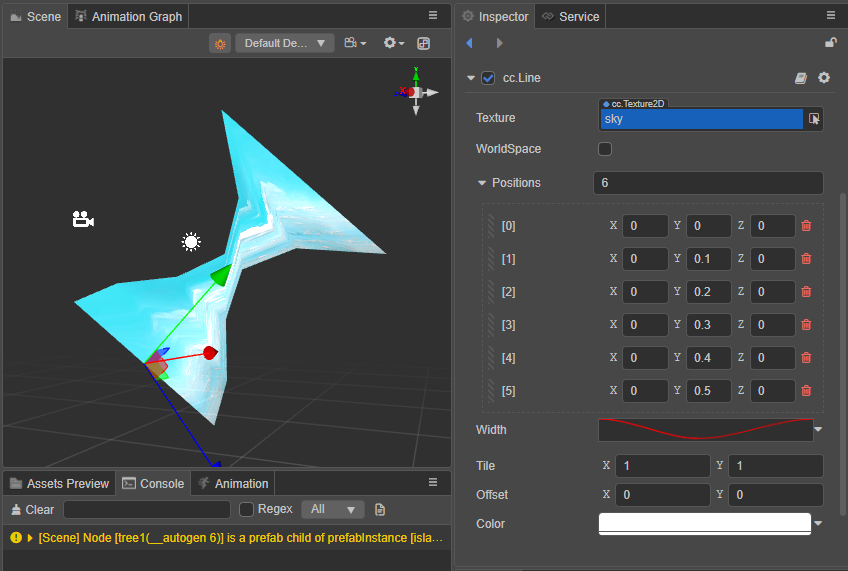 Scene
Animation Graph
Default De...
Y
X
Assets Preview
Console
Animation
Clear
Regex
All
[Scene] Node [tree1(__autogen 6)] is a prefab child of prefabInstance [isla...
Inspector
Service
cc.Line
Texture
cc.Texture2D
sky
WorldSpace
Positions 6
[0] X 0 Y 0 Z 0
[1] X 0 Y 0.1 Z 0
[2] X 0 Y 0.2 Z 0
[3] X 0 Y 0.3 Z 0
[4] X 0 Y 0.4 Z 0
[5] X 0 Y 0.5 Z 0
Width
Tile X 1 Y 1
Offset X 0 Y 0
Color